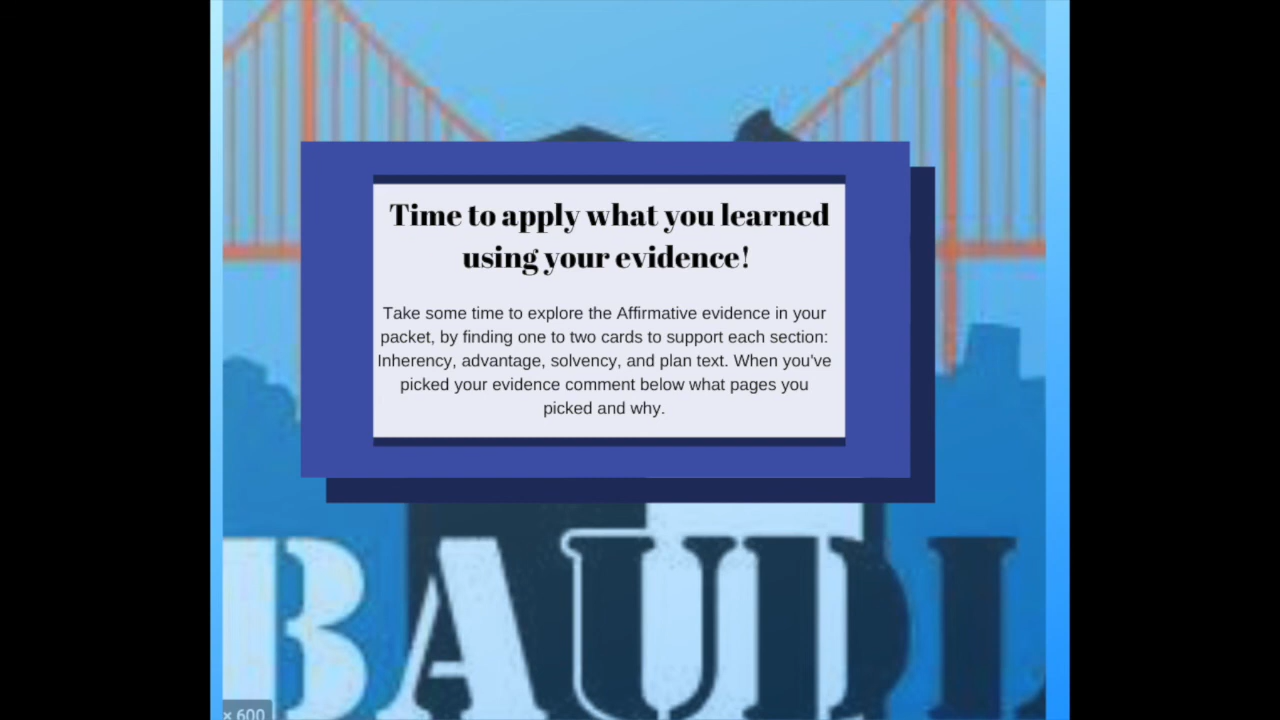 Time to apply what you learned
using your evidence!
Take some time to explore the Affirmative evidence in your
packet, by finding one to two cards to support each section:
Inherency, advantage, solvency, and plan text. When you've
picked your evidence comment below what pages you
picked and why.
BAUDL
× 600